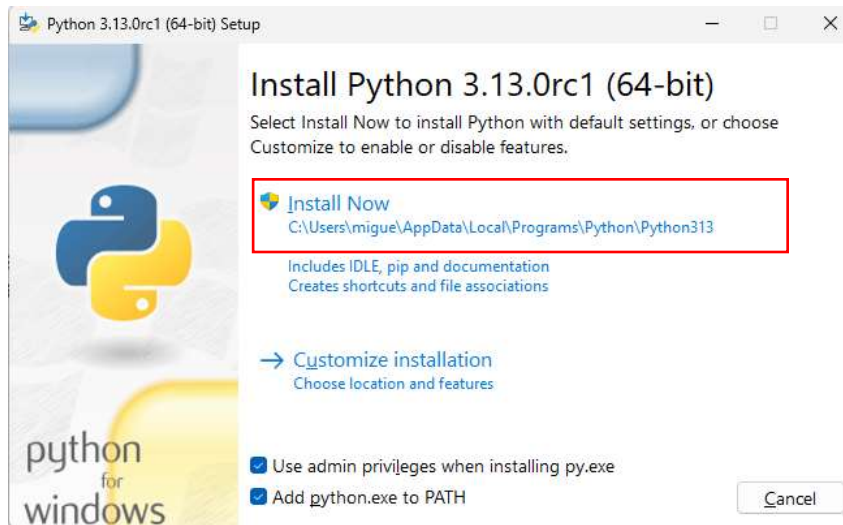 Python 3.13.0rc1 (64-bit) Setup
Install Python 3.13.0rc1 (64-bit)
Select Install Now to install Python with default settings, or choose
Customize to enable or disable features.
Install Now
C:\Users\migue\AppData\Local\Programs\Python\Python313
Includes IDLE, pip and documentation
Creates shortcuts and file associations
Customize installation
Choose location and features
python
for
windows
Use admin privileges when installing py.exe
Add python.exe to PATH
Cancel